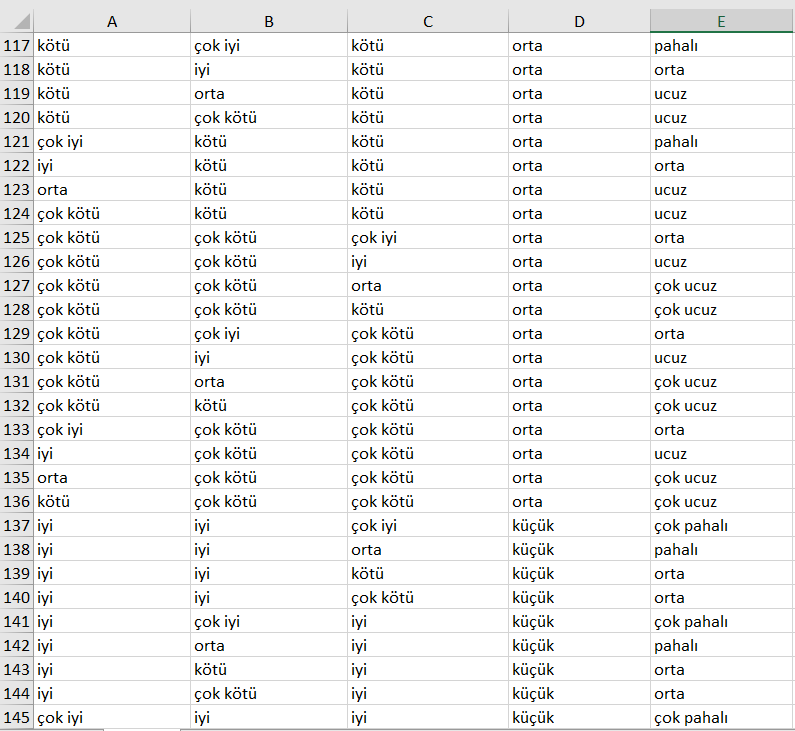 A B C D E
117 kötü çok iyi kötü orta pahalı
118 kötü iyi kötü orta orta
119 kötü orta kötü orta ucuz
120 kötü çok kötü kötü orta ucuz
121 çok iyi kötü kötü orta pahalı
122 iyi kötü kötü orta orta
123 orta kötü kötü orta ucuz
124 çok kötü kötü kötü orta ucuz
125 çok kötü çok kötü çok iyi orta orta
126 çok kötü çok kötü iyi orta ucuz
127 çok kötü çok kötü orta orta çok ucuz
128 çok kötü çok kötü kötü orta çok ucuz
129 çok kötü çok iyi çok kötü orta orta
130 çok kötü iyi çok kötü orta ucuz
131 çok kötü orta çok kötü orta çok ucuz
132 çok kötü kötü çok kötü orta çok ucuz
133 çok iyi çok kötü çok kötü orta orta
134 iyi çok kötü çok kötü orta ucuz
135 orta çok kötü çok kötü orta çok ucuz
136 kötü çok kötü çok kötü orta çok ucuz
137 iyi iyi çok iyi küçük çok pahalı
138 iyi iyi orta küçük pahalı
139 iyi iyi kötü küçük orta
140 iyi iyi çok kötü küçük orta
141 iyi çok iyi iyi küçük çok pahalı
142 iyi orta iyi küçük pahalı
143 iyi kötü iyi küçük orta
144 iyi çok kötü iyi küçük orta
145 çok iyi iyi iyi küçük çok pahalı